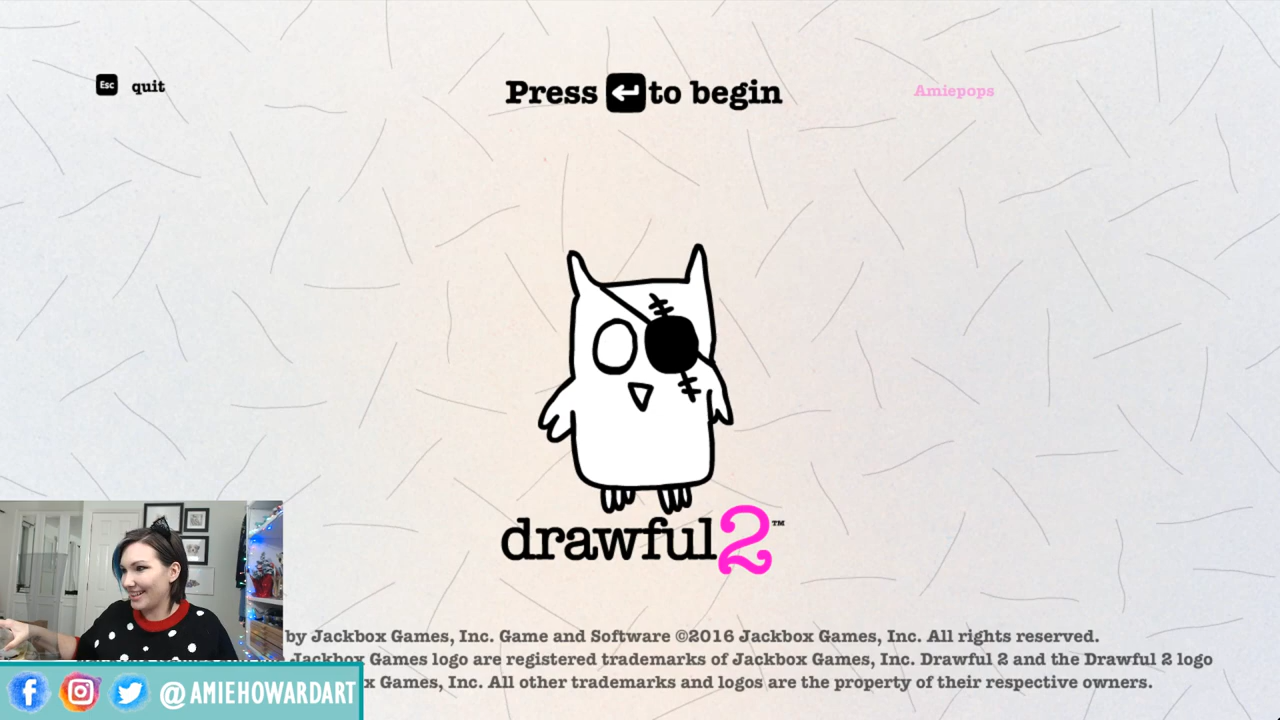 Esc quit
Press to begin
Amiepops
drawful 2™
by Jackbox Games, Inc. Game and Software ©2016 Jackbox Games, Inc. All rights reserved.
Jackbox Games logo are registered trademarks of Jackbox Games, Inc. Drawful 2 and the Drawful 2 logo
Games, Inc. All other trademarks and logos are the property of their respective owners.
@AMIEHOWARDART